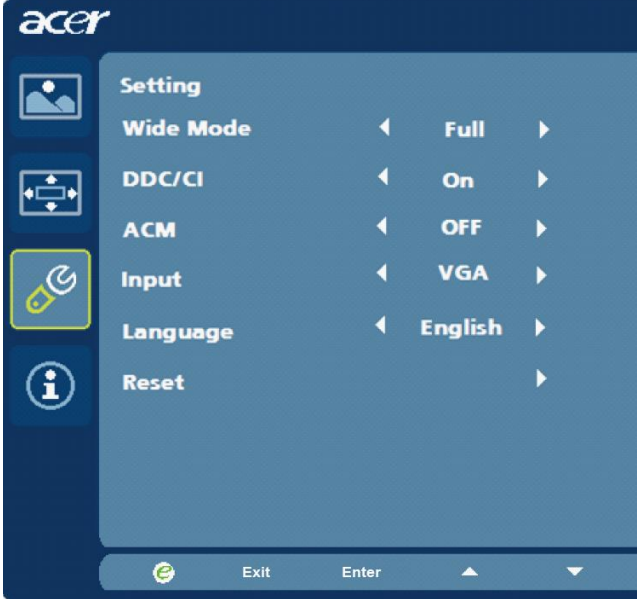 acer
Setting
Wide Mode Full
DDC/CI On
ACM OFF
Input VGA
Language English
Reset
e Exit Enter